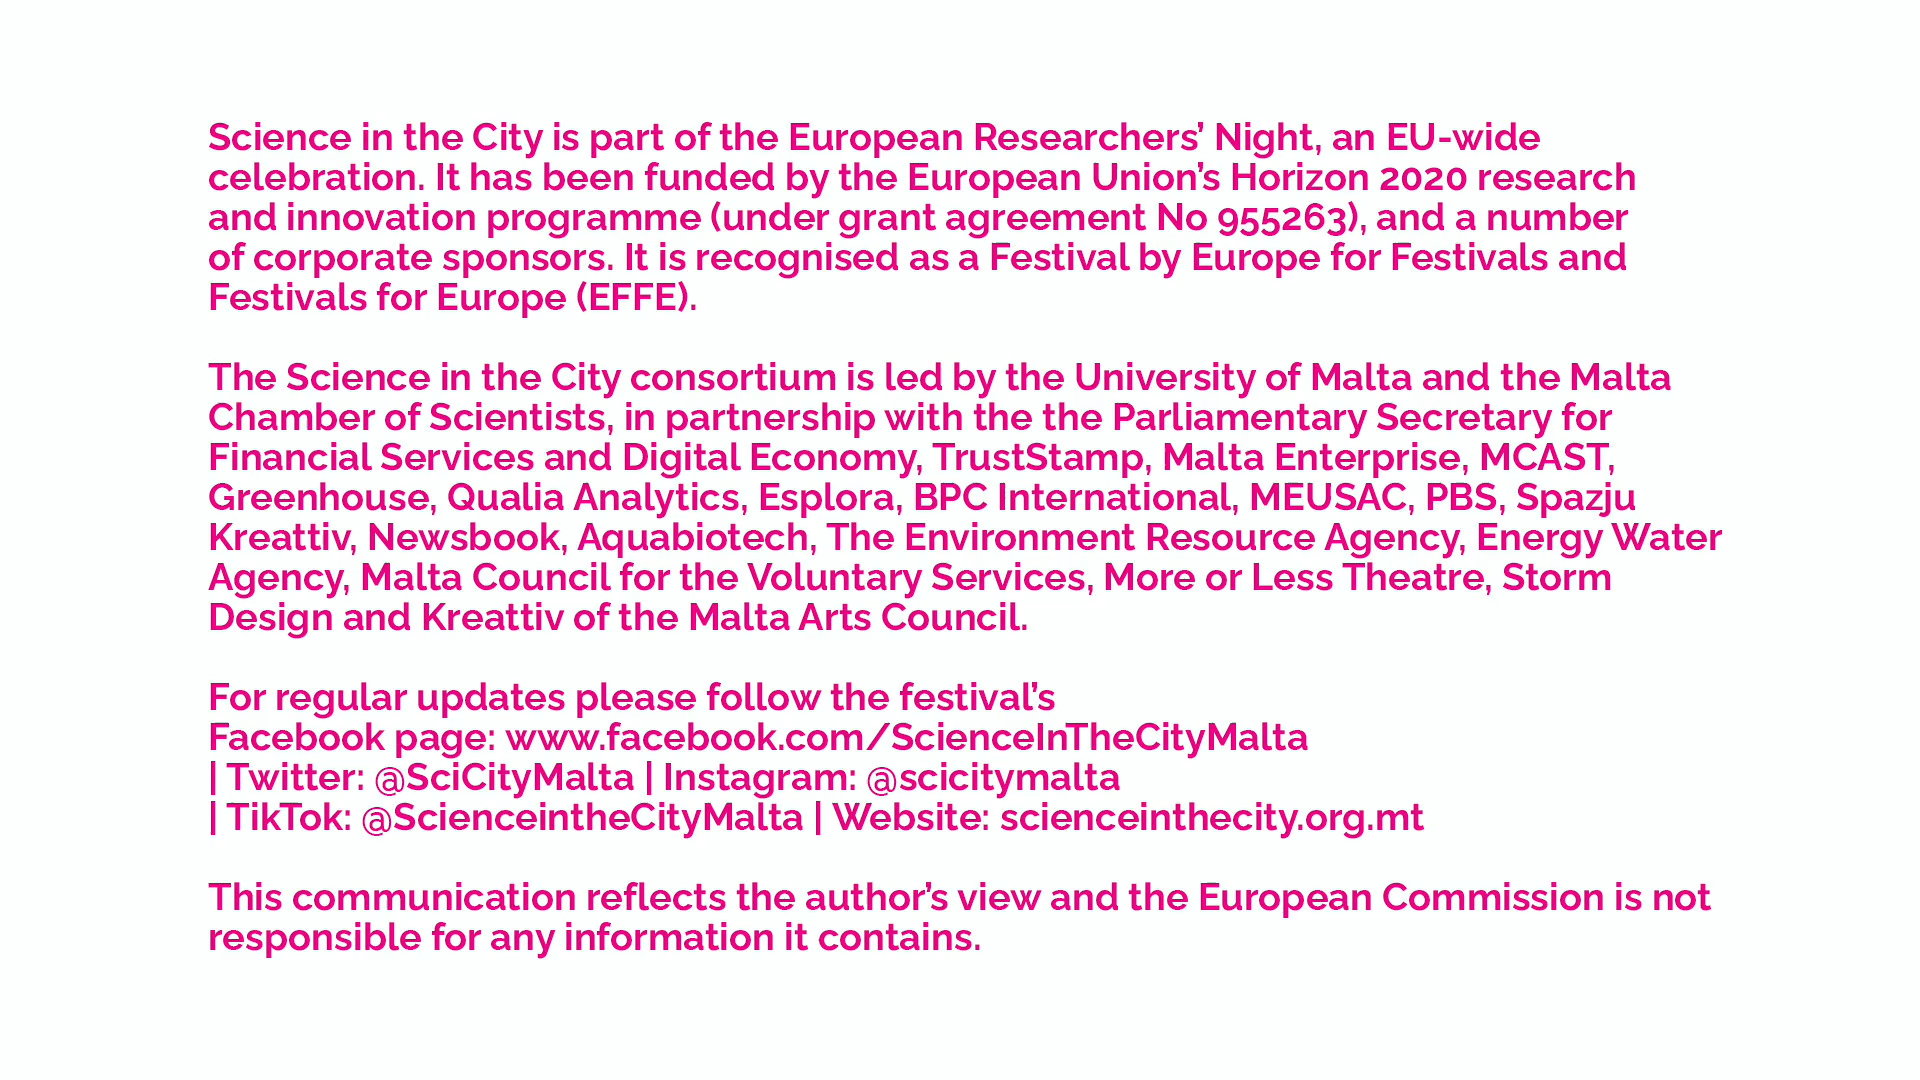 Science in the City is part of the European Researchers’ Night, an EU-wide
celebration. It has been funded by the European Union’s Horizon 2020 research
and innovation programme (under grant agreement No 955263), and a number
of corporate sponsors. It is recognised as a Festival by Europe for Festivals and
Festivals for Europe (EFFE).

The Science in the City consortium is led by the University of Malta and the Malta
Chamber of Scientists, in partnership with the the Parliamentary Secretary for
Financial Services and Digital Economy, TrustStamp, Malta Enterprise, MCAST,
Greenhouse, Qualia Analytics, Esplora, BPC International, MEUSAC, PBS, Spazju
Kreattiv, Newsbook, Aquabiotech, The Environment Resource Agency, Energy Water
Agency, Malta Council for the Voluntary Services, More or Less Theatre, Storm
Design and Kreattiv of the Malta Arts Council.

For regular updates please follow the festival’s
Facebook page: www.facebook.com/ScienceInTheCityMalta
| Twitter: @SciCityMalta | Instagram: @scicitymalta
| TikTok: @ScienceintheCityMalta | Website: scienceinthecity.org.mt

This communication reflects the author’s view and the European Commission is not
responsible for any information it contains.